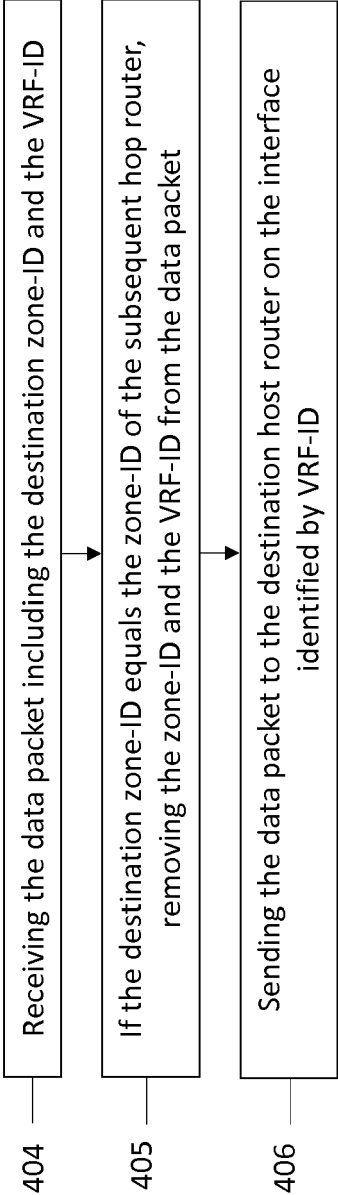 404
Receiving the data packet including the destination zone-ID and the VRF-ID
405
If the destination zone-ID equals the zone-ID of the subsequent hop router,
removing the zone-ID and the VRF-ID from the data packet
406
Sending the data packet to the destination host router on the interface
identified by VRF-ID